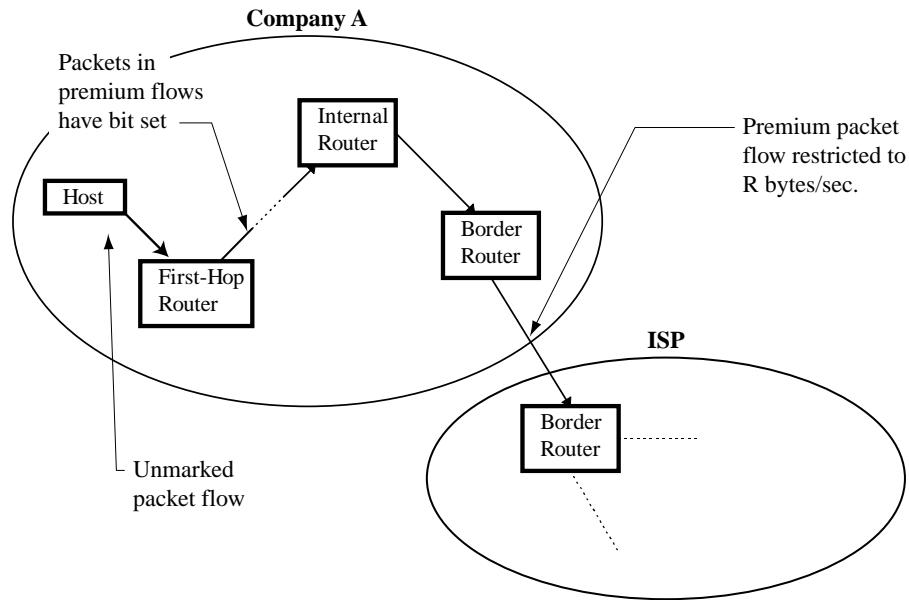 Company A
Packets in
premium flows
have bit set
Internal
Router
Premium packet
flow restricted to
R bytes/sec.
Host
Border
Router
First-Hop
Router
ISP
Border
Router
Unmarked
packet flow